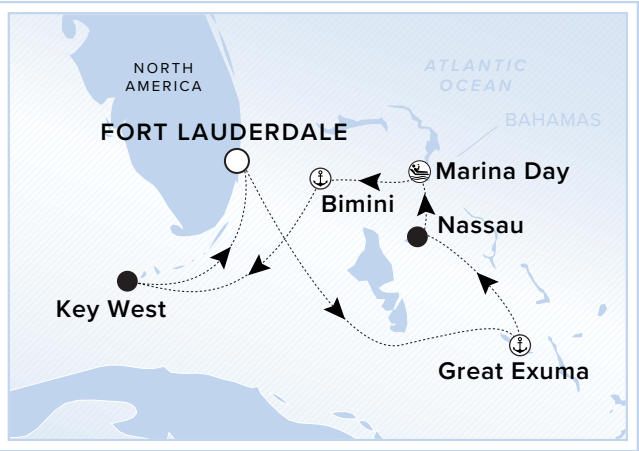 NORTH
AMERICA
ATLANTIC
OCEAN
BAHAMAS
FORT LAUDERDALE
Marina Day
Bimini
Nassau
Key West
Great Exuma